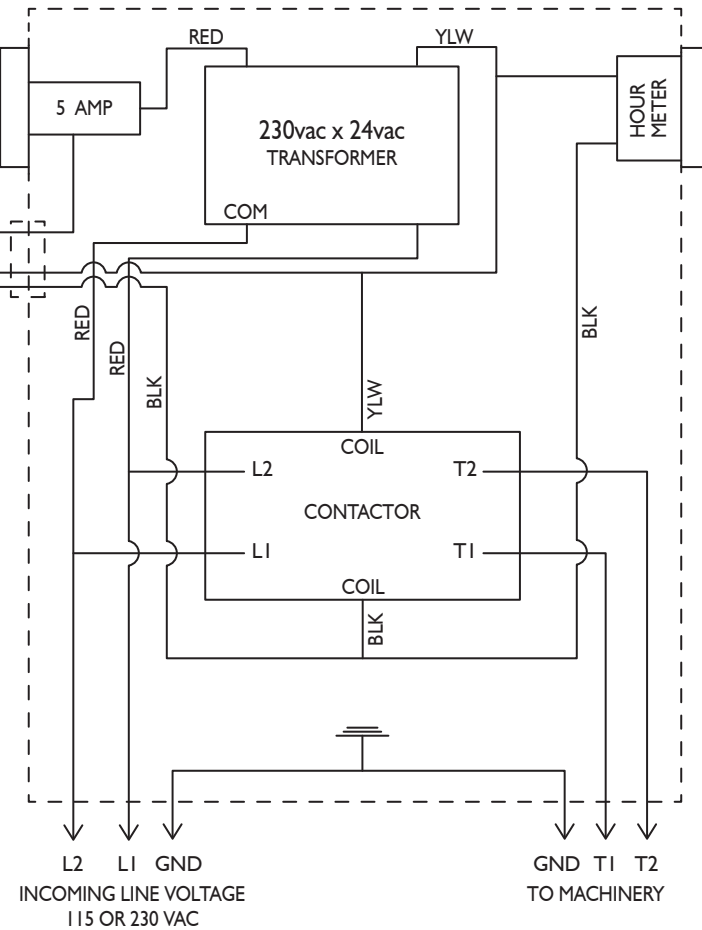 RED
YLW
5 AMP
230vac x 24vac
TRANSFORMER
HOUR
METER
COM
RED
RED
BLK
YLW
BLK
COIL
L2
T2
CONTACTOR
L1
T1
COIL
BLK
L2 L1 GND
GND T1 T2
INCOMING LINE VOLTAGE
115 OR 230 VAC
TO MACHINERY